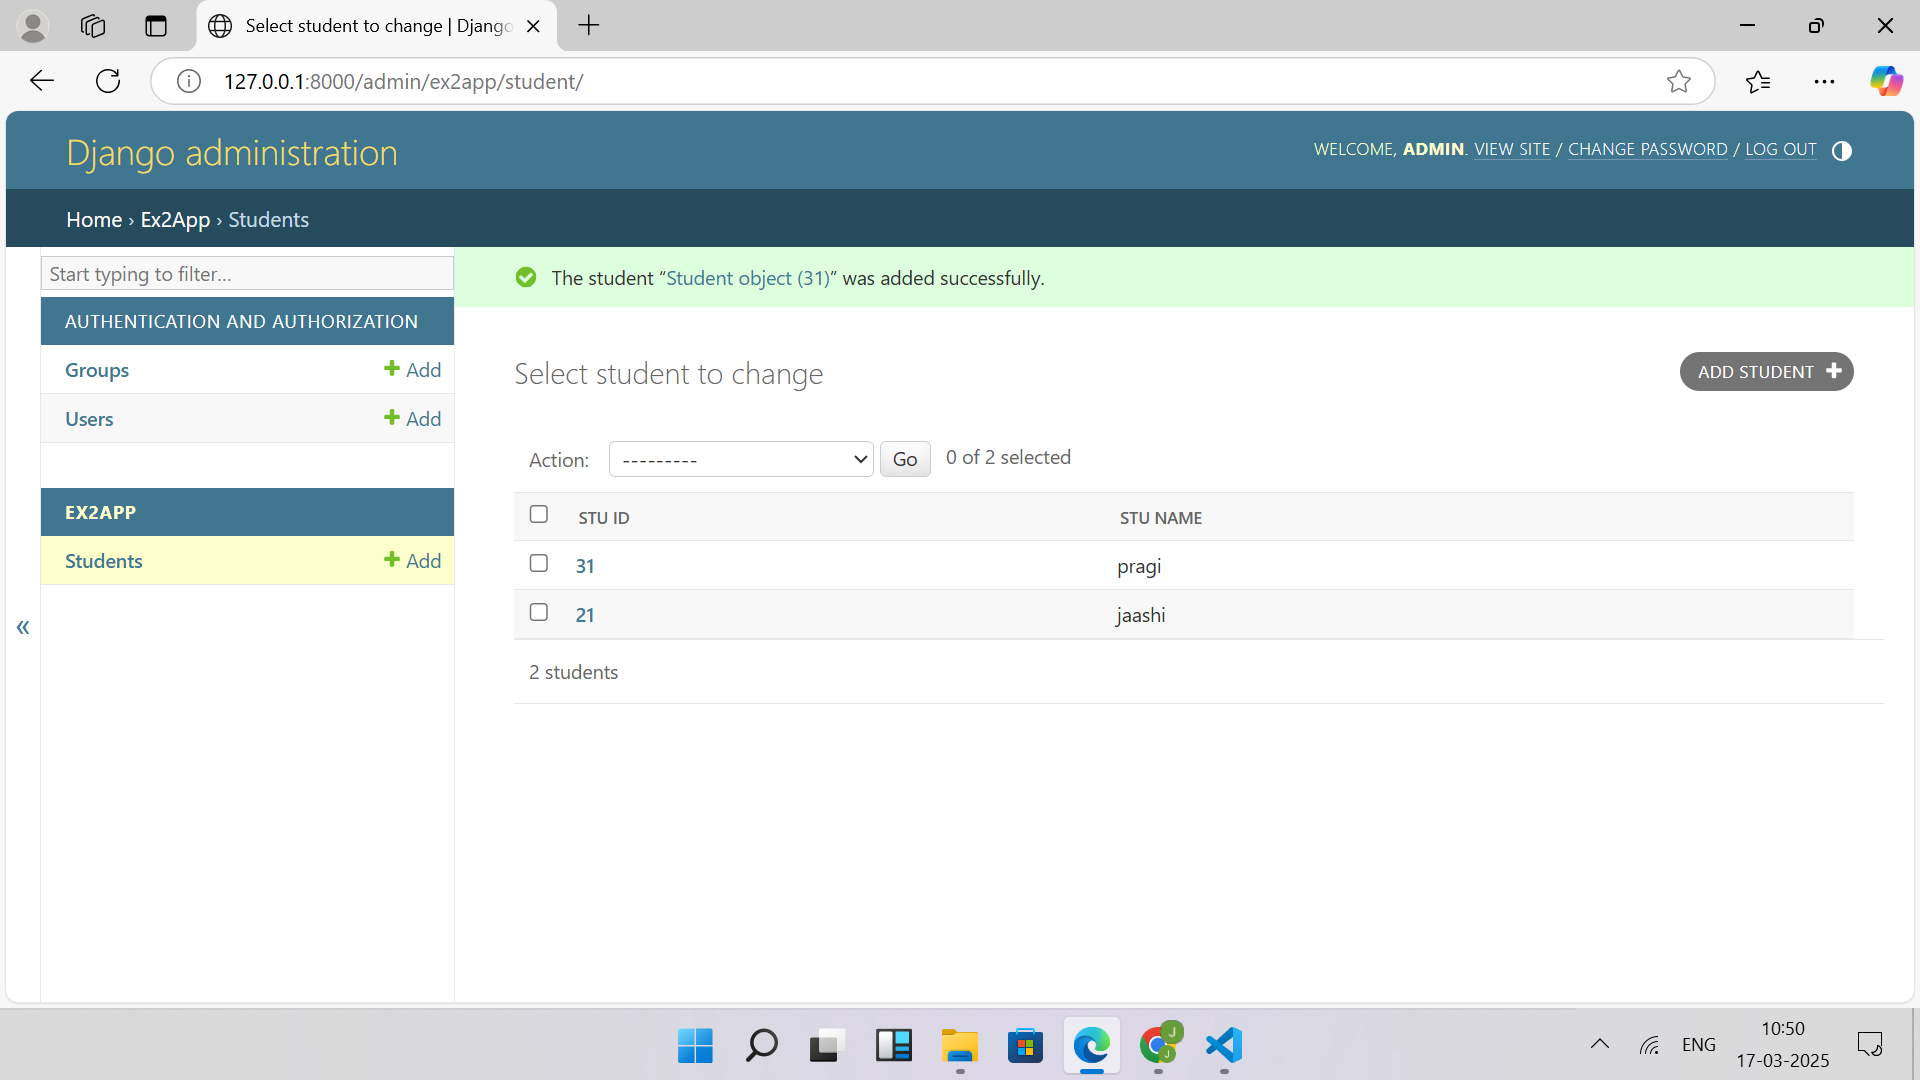 Select student to change | Django
127.0.0.1:8000/admin/ex2app/student/
Django administration
WELCOME, ADMIN. VIEW SITE / CHANGE PASSWORD / LOG OUT
Home › Ex2App › Students
Start typing to filter...
The student “Student object (31)” was added successfully.
AUTHENTICATION AND AUTHORIZATION
Groups Add
Users Add
EX2APP
Students Add
«
Select student to change
ADD STUDENT
Action: --------- Go 0 of 2 selected
STU ID STU NAME
31 pragi
21 jaashi
2 students
J
J
ENG
10:50
17-03-2025